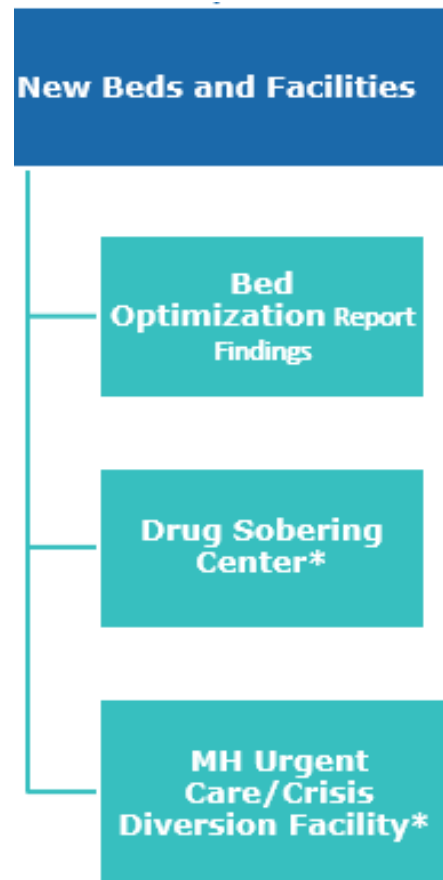 New Beds and Facilities
Bed
Optimization Report
Findings
Drug Sobering
Center*
MH Urgent
Care/Crisis
Diversion Facility*